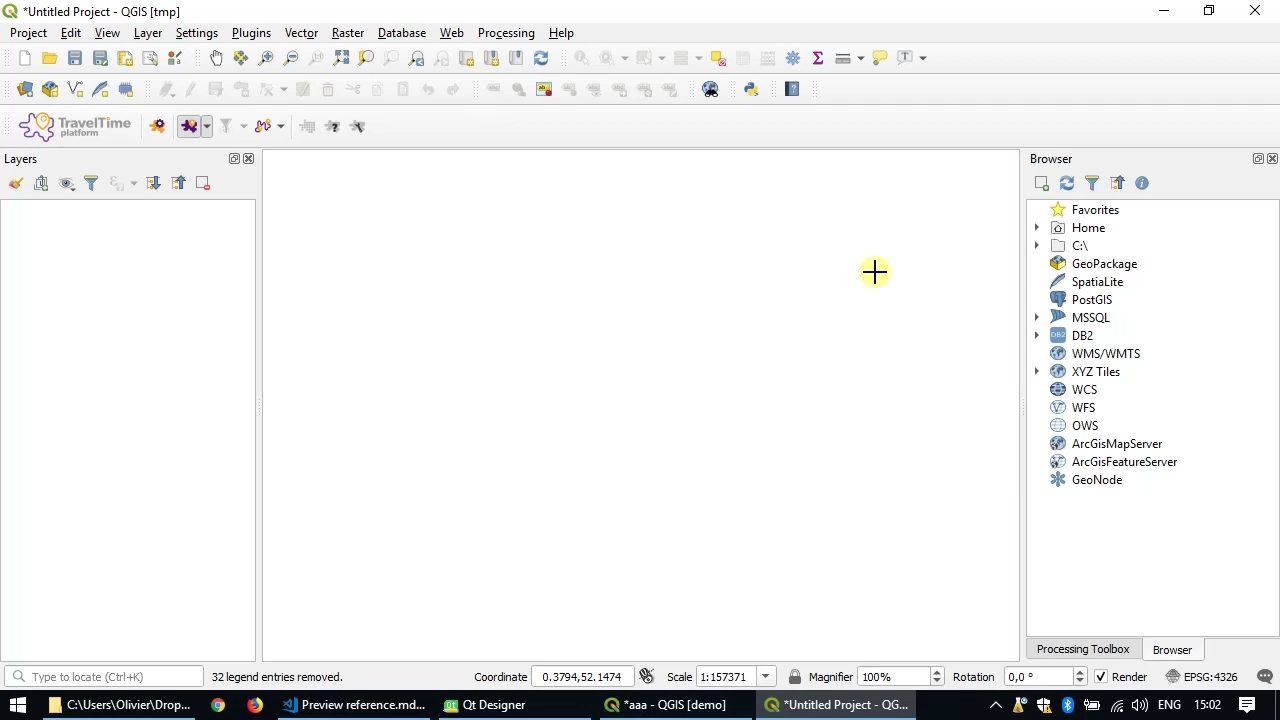 *Untitled Project - QGIS [tmp]
Project Edit View Layer Settings Plugins Vector Raster Database Web Processing Help
TravelTime
platform
Layers
Browser
Favorites
Home
C:\
GeoPackage
SpatiaLite
PostGIS
MSSQL
DB2
WMS/WMTS
XYZ Tiles
WCS
WFS
OWS
ArcGisMapServer
ArcGisFeatureServer
GeoNode
Processing Toolbox Browser
Type to locate (Ctrl+K) 32 legend entries removed. Coordinate 0.3794,52.1474 Scale 1:157371 Magnifier 100% Rotation 0,0 ° Render EPSG:4326
C:\Users\Olivier\Drop... Preview reference.md... Qt Designer *aaa - QGIS [demo] *Untitled Project - QG... ENG 15:02